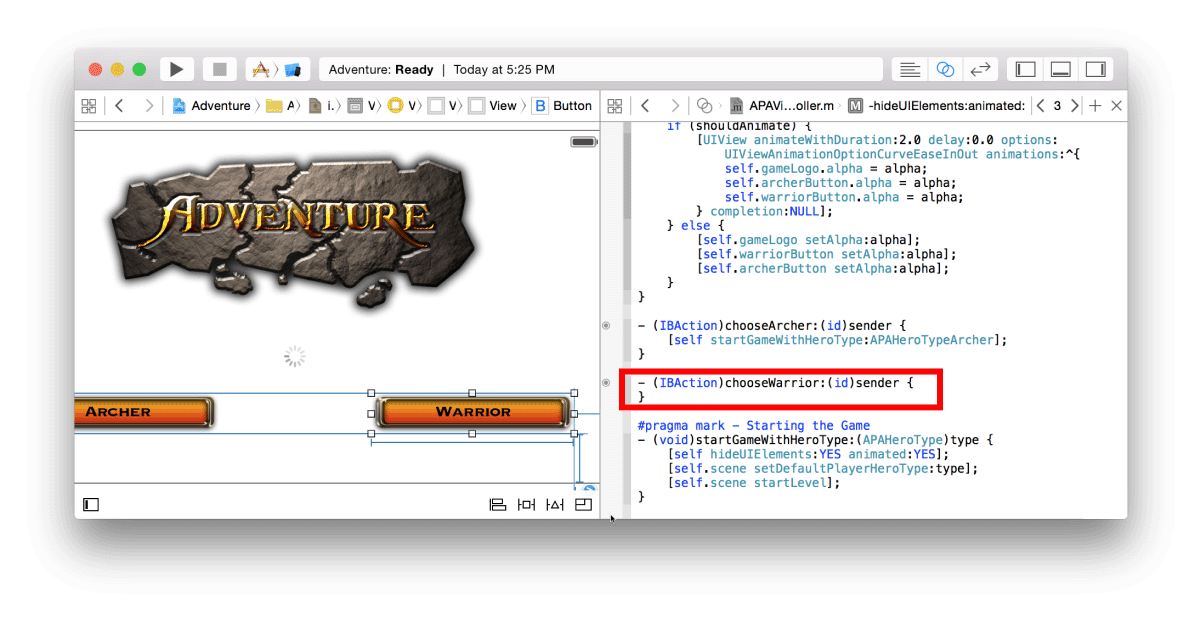 Adventure: Ready | Today at 5:25 PM
Adventure 〉 A〉 i.〉 V〉 V〉 V〉 View 〉 B Button
m APAVi...oller.m 〉 M -hideUIElements:animated: < 3 > + ×
ADVENTURE
ARCHER
WARRIOR
if (shouldAnimate) {
[UIView animateWithDuration:2.0 delay:0.0 options:
UIViewAnimationOptionCurveEaseInOut animations:^{
self.gameLogo.alpha = alpha;
self.archerButton.alpha = alpha;
self.warriorButton.alpha = alpha;
} completion:NULL];
} else {
[self.gameLogo setAlpha:alpha];
[self.warriorButton setAlpha:alpha];
[self.archerButton setAlpha:alpha];
}
}
- (IBAction)chooseArcher:(id)sender {
[self startGameWithHeroType:APAHeroTypeArcher];
}
- (IBAction)chooseWarrior:(id)sender {
}
#pragma mark - Starting the Game
- (void)startGameWithHeroType:(APAHeroType)type {
[self hideUIElements:YES animated:YES];
[self.scene setDefaultPlayerHeroType:type];
[self.scene startLevel];
}